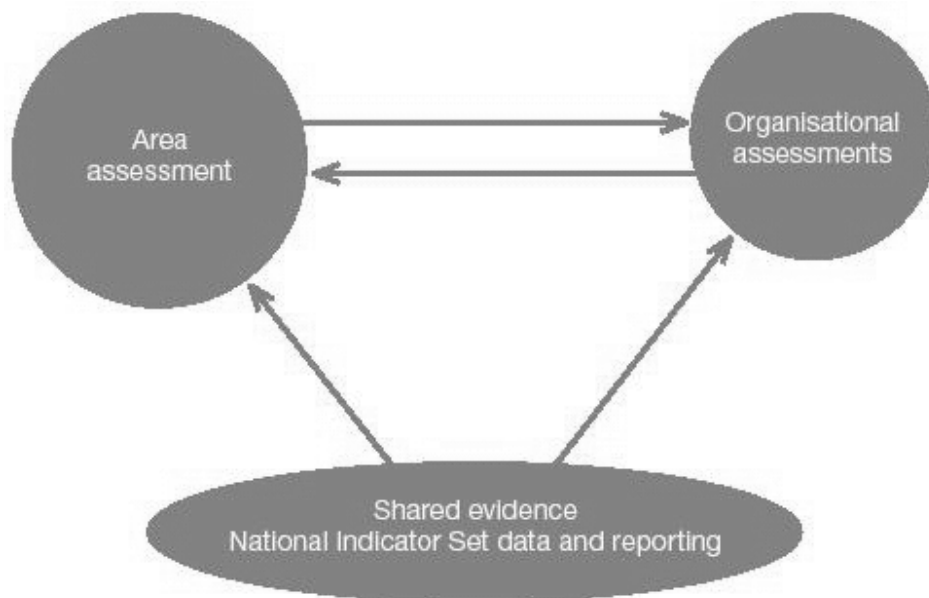 Area
assessment
Organisational
assessments
Shared evidence
National Indicator Set data and reporting